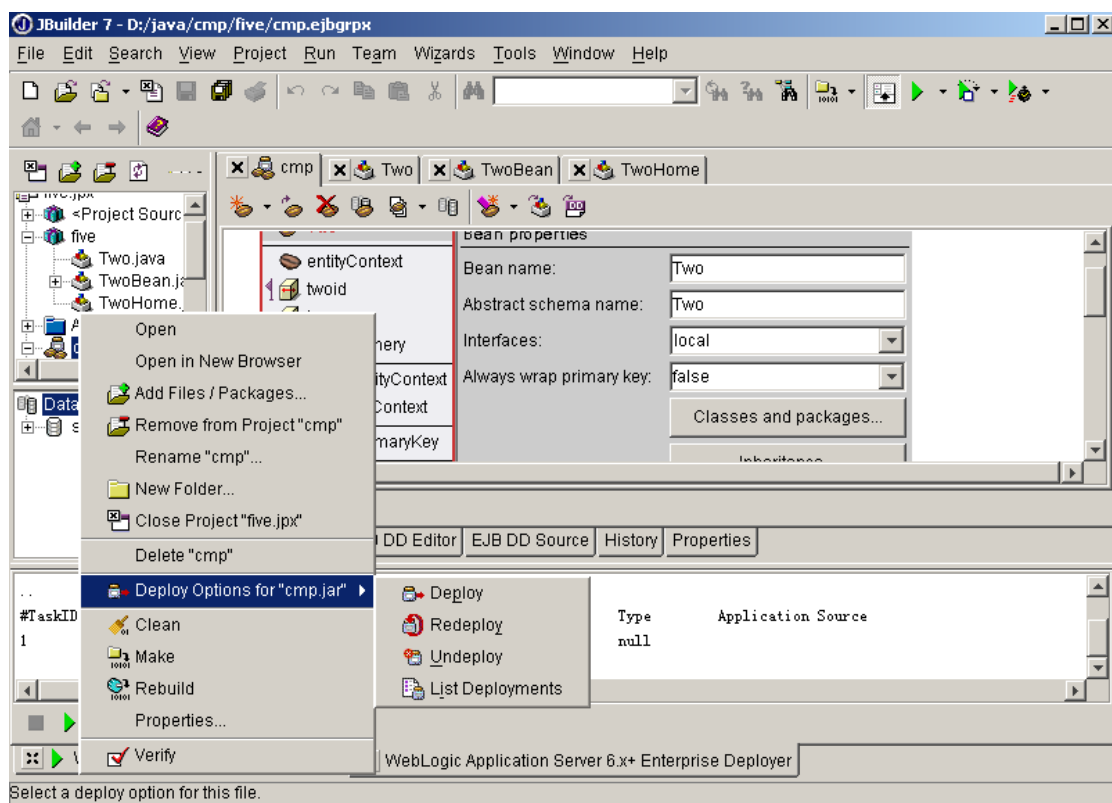 JBuilder 7 - D:/java/cmp/five/cmp.ejbgrpx
File Edit Search View Project Run Team Wizards Tools Window Help
cmp Two TwoBean TwoHome
<Project Sourc
five
Two.java
TwoBean.ja
TwoHome.
Bean properties
entityContext
twoid
Bean name: Two
Abstract schema name: Two
Interfaces: local
Always wrap primary key: false
Classes and packages...
ityContext
Context
maryKey
Data
Open
Open in New Browser
Add Files / Packages...
Remove from Project "cmp"
Rename "cmp"...
New Folder...
Close Project "five.jpx"
Delete "cmp"
Deploy Options for "cmp.jar"
Clean
Make
Rebuild
Properties...
Verify
Deploy
Redeploy
Undeploy
List Deployments
DD Editor EJB DD Source History Properties
..
#TaskID Type Application Source
1 null
WebLogic Application Server 6.x+ Enterprise Deployer
Select a deploy option for this file.